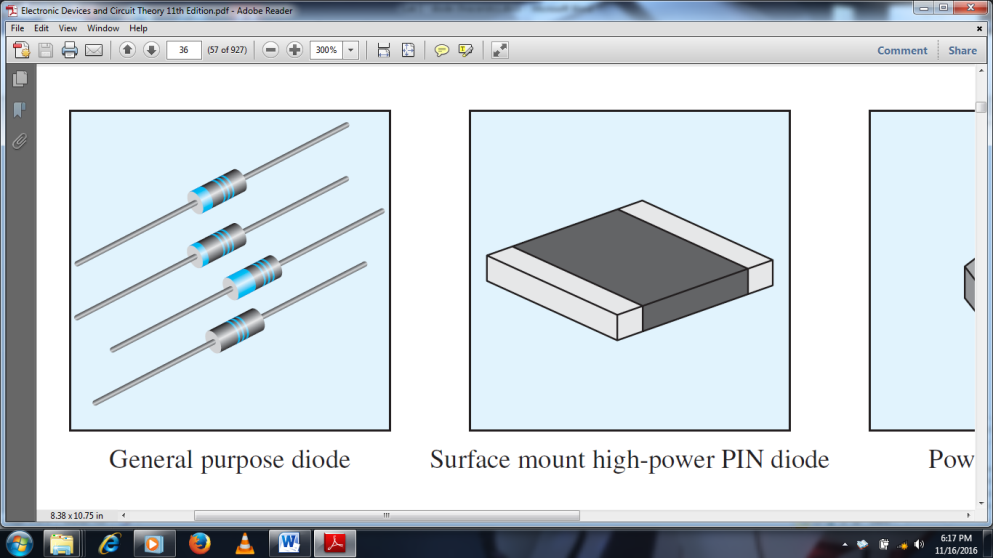 Electronic Devices and Circuit Theory 11th Edition.pdf - Adobe Reader
File Edit View Window Help
36 (57 of 927) 300% Comment Share
General purpose diode
Surface mount high-power PIN diode
Pow
8.38 x 10.75 in
6:17 PM
11/16/2016